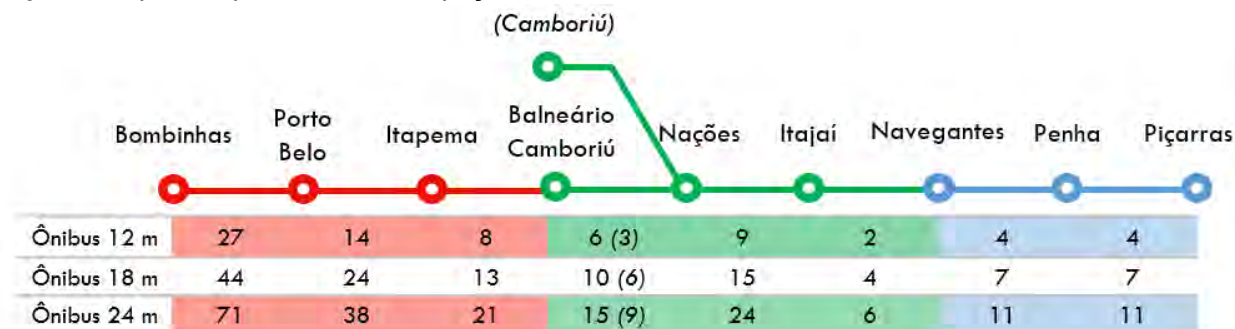 (Camboriú)
Bombinhas
Porto
Belo
Itapema
Balneário
Camboriú
Nações
Itajaí
Navegantes
Penha
Piçarras
Ônibus 12 m 27 14 8 6 (3) 9 2 4 4
Ônibus 18 m 44 24 13 10 (6) 15 4 7 7
Ônibus 24 m 71 38 21 15 (9) 24 6 11 11